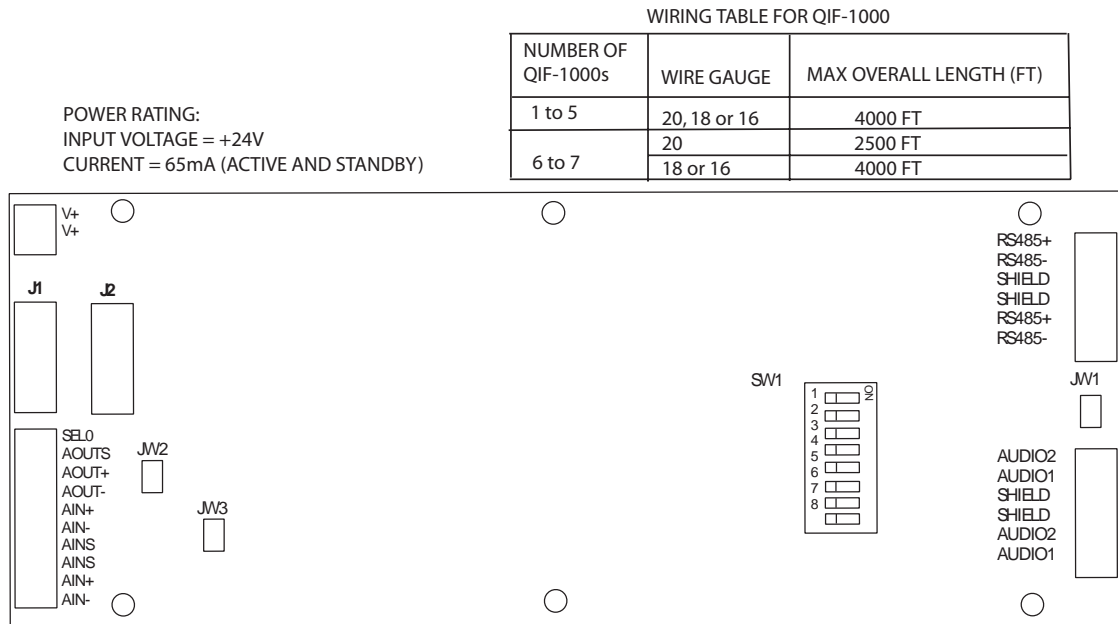 WIRING TABLE FOR QIF-1000
NUMBER OF
QIF-1000s
WIRE GAUGE
MAX OVERALL LENGTH (FT)
1 to 5
20, 18 or 16
4000 FT
6 to 7
20
2500 FT
18 or 16
4000 FT
POWER RATING:
INPUT VOLTAGE = +24V
CURRENT = 65mA (ACTIVE AND STANDBY)
V+
V+
J1
J2
SEL0
AOUTS
AOUT+
AOUT-
AIN+
AIN-
AINS
AINS
AIN+
AIN-
JW2
JW3
SW1
ON
1
2
3
4
5
6
7
8
RS485+
RS485-
SHIELD
SHIELD
RS485+
RS485-
JW1
AUDIO2
AUDIO1
SHIELD
SHIELD
AUDIO2
AUDIO1